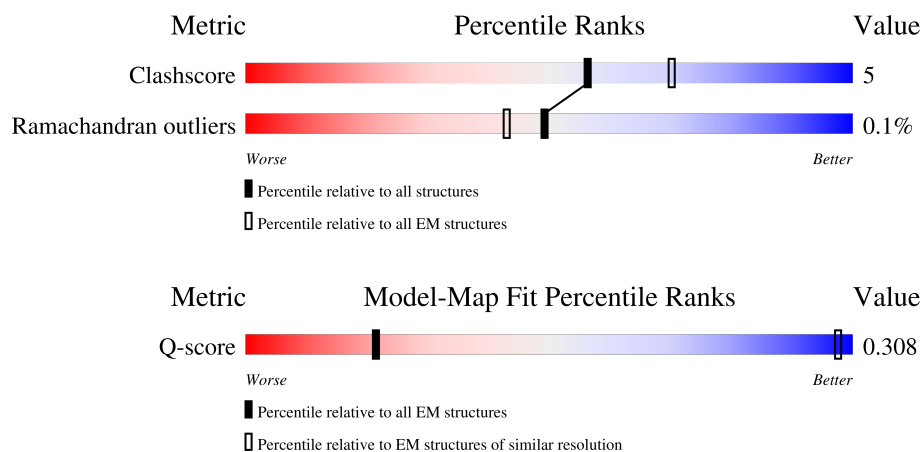 Metric Percentile Ranks Value
Clashscore 5
Ramachandran outliers 0.1%
Worse Better
Percentile relative to all structures
Percentile relative to all EM structures
Metric Model-Map Fit Percentile Ranks Value
Q-score 0.308
Worse Better
Percentile relative to all EM structures
Percentile relative to EM structures of similar resolution